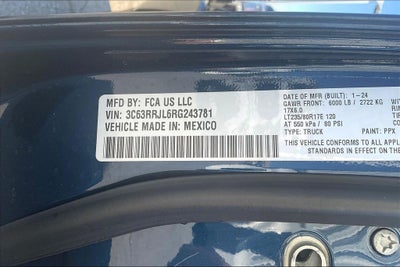 MFD BY: FCA US LLC
DATE OF MFR (BUILT): 1-24
GAWR FRONT: 6000 LB / 2722 KG
17X6.0
VIN: 3C63RRJL6RG243781
LT235/80R17E 120
VEHICLE MADE IN: MEXICO
AT 550 kPa / 80 PSI
TYPE: TRUCK
PAINT: PPX
THIS VEHICLE CONFORMS TO ALL APPLICABLE
STANDARDS IN EFFECT ON THE